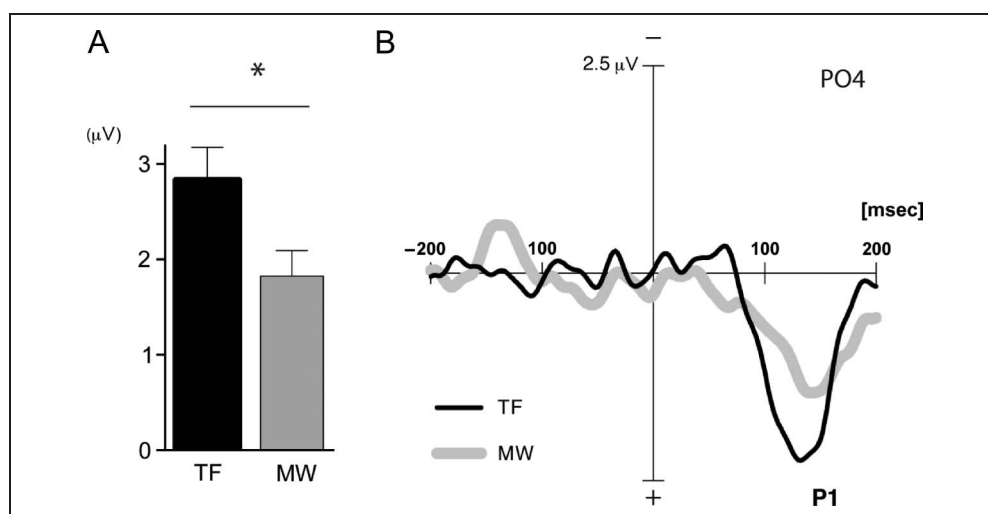 A
*
(μV)
3
2
1
0
TF
MW
B
−
2.5 μV
PO4
[msec]
−200
100
100
200
TF
MW
+
P1